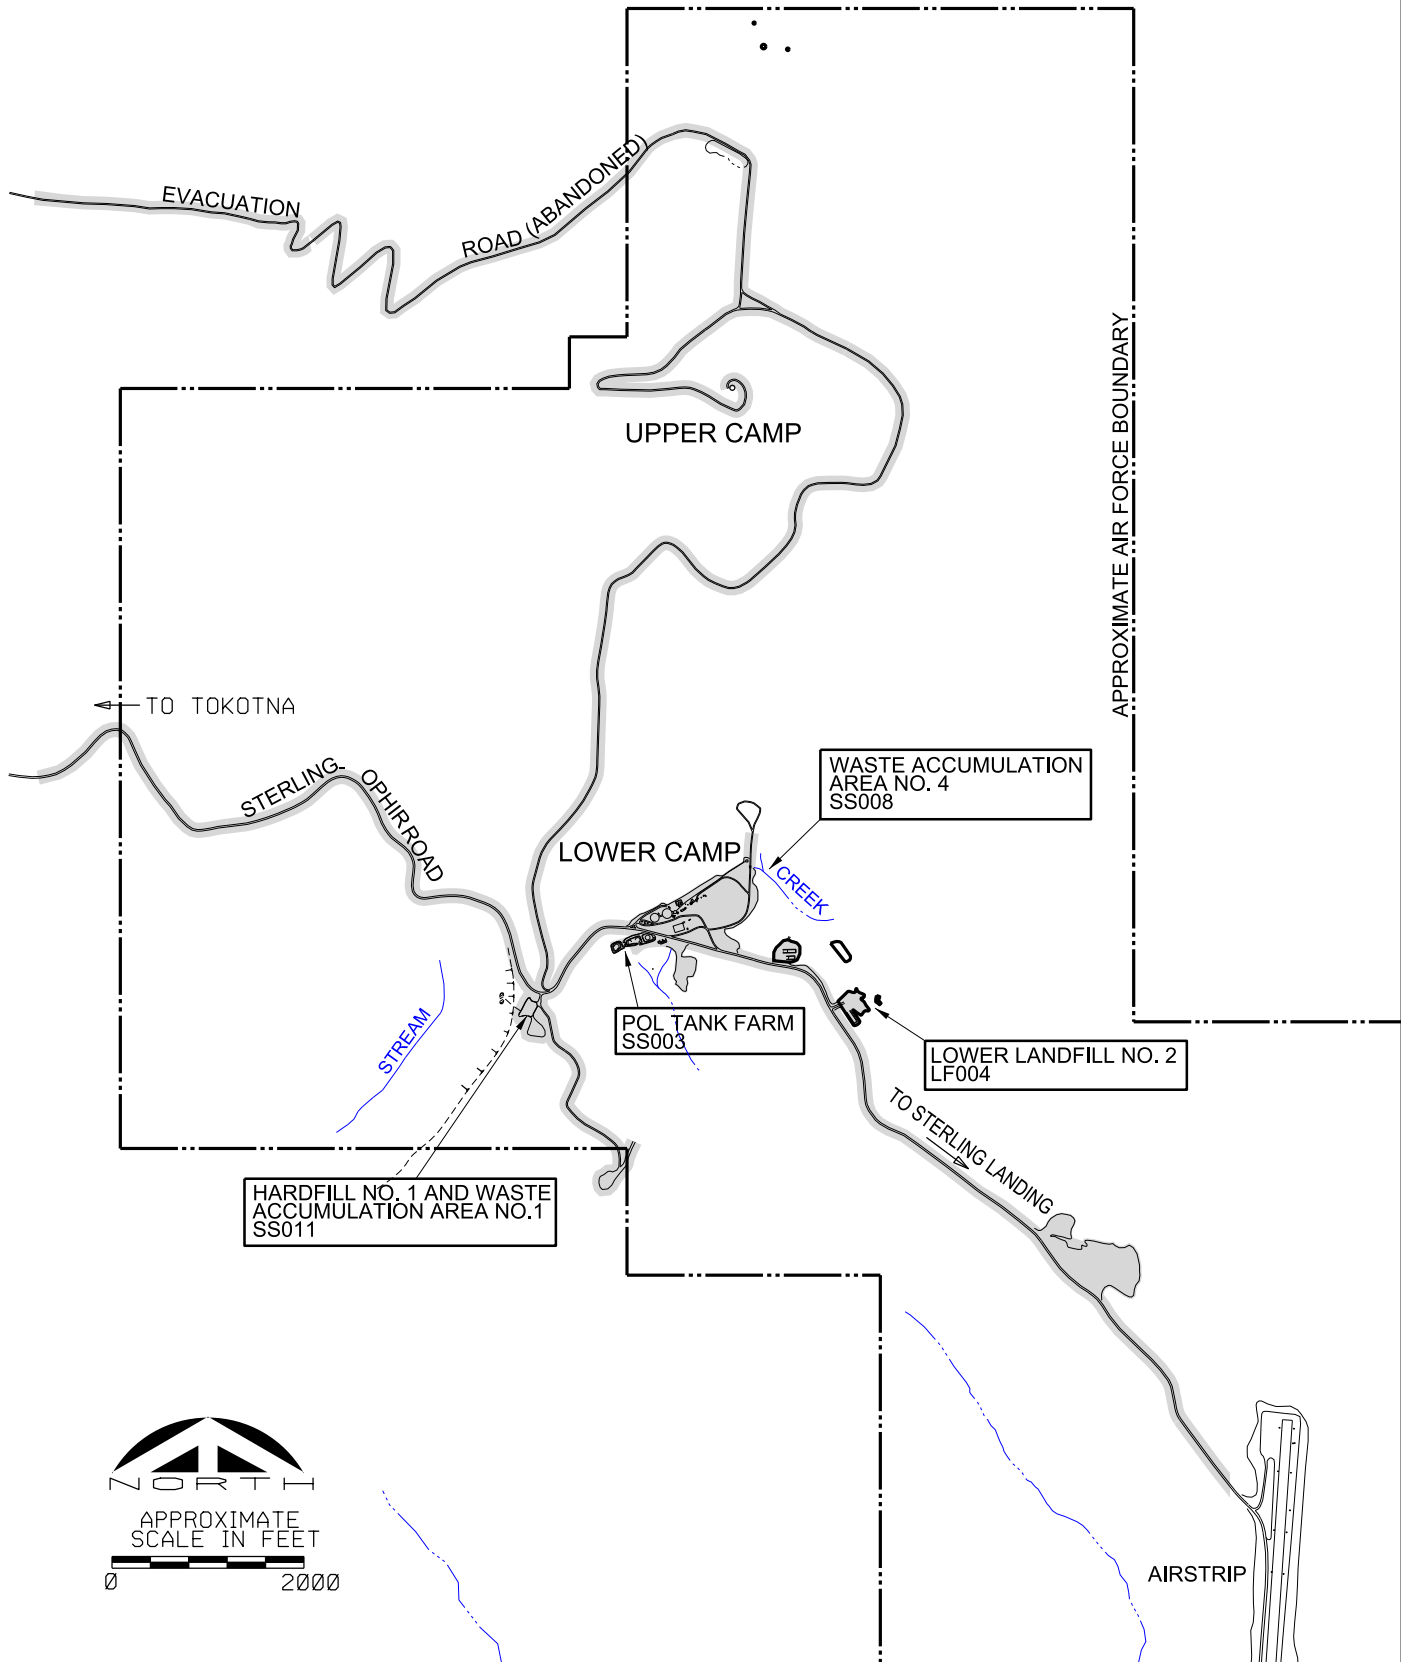 EVACUATION
ROAD (ABANDONED)
APPROXIMATE AIR FORCE BOUNDARY
UPPER CAMP
TO TOKOTNA
STERLING-
OPHIR ROAD
WASTE ACCUMULATION
AREA NO. 4
SS008
LOWER CAMP
CREEK
STREAM
POL TANK FARM
SS003
LOWER LANDFILL NO. 2
LF004
TO STERLING LANDING
HARDFILL NO. 1 AND WASTE
ACCUMULATION AREA NO.1
SS011
NORTH
APPROXIMATE
SCALE IN FEET
0 2000
AIRSTRIP